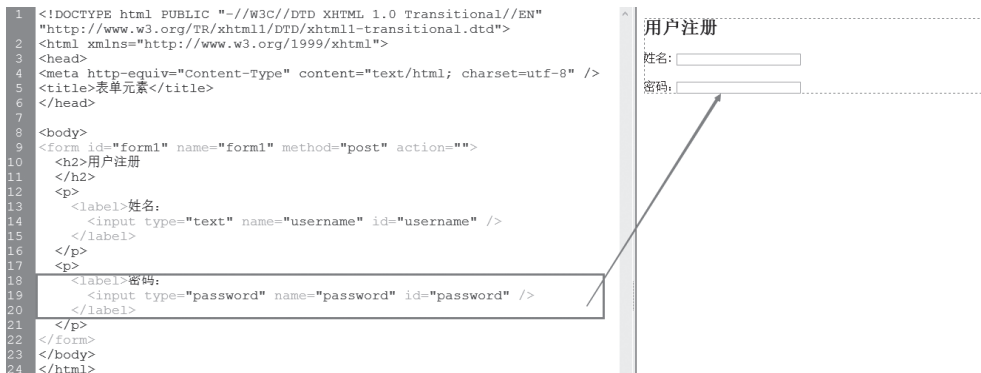 1 <!DOCTYPE html PUBLIC "-//W3C//DTD XHTML 1.0 Transitional//EN"
"http://www.w3.org/TR/xhtml1/DTD/xhtml1-transitional.dtd">
2 <html xmlns="http://www.w3.org/1999/xhtml">
3 <head>
4 <meta http-equiv="Content-Type" content="text/html; charset=utf-8" />
5 <title>表单元素</title>
6 </head>
7
8 <body>
9 <form id="form1" name="form1" method="post" action="">
10 <h2>用户注册
11 </h2>
12 <p>
13 <label>姓名:
14 <input type="text" name="username" id="username" />
15 </label>
16 </p>
17 <p>
18 <label>密码:
19 <input type="password" name="password" id="password" />
20 </label>
21 </p>
22 </form>
23 </body>
24 </html>
用户注册
姓名:
密码: